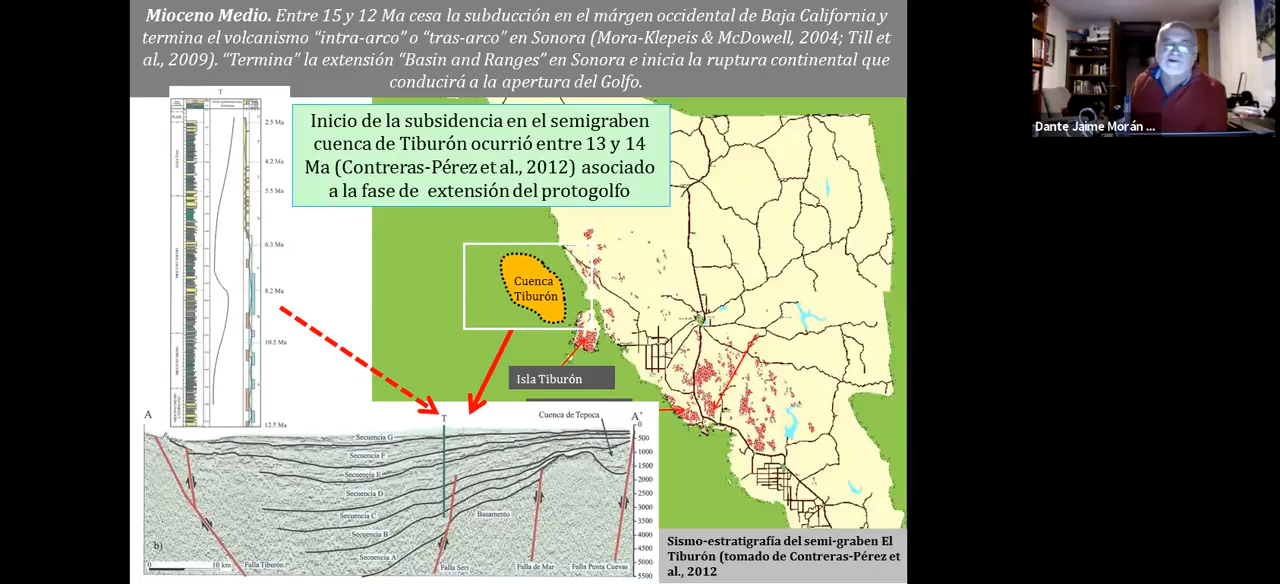 Mioceno Medio. Entre 15 y 12 Ma cesa la subducción en el márgen occidental de Baja California y
termina el volcanismo “intra-arco” o “tras-arco” en Sonora (Mora-Klepeis & McDowell, 2004; Till et
al., 2009). “Termina” la extensión “Basin and Ranges” en Sonora e inicia la ruptura continental que
conducirá a la apertura del Golfo.
Dante Jaime Morán ...
T
Inicio de la subsidencia en el semigraben
cuenca de Tiburón ocurrió entre 13 y 14
Ma (Contreras-Pérez et al., 2012) asociado
a la fase de extensión del protogolfo
2.5 Ma
4.2 Ma
5.3 Ma
6.3 Ma
8.2 Ma
10.5 Ma
12.5 Ma
Cuenca
Tiburón
Isla Tiburón
A
T
Cuenca de Tepoca
A'
0
500
1000
1500
2000
2500
3000
3500
4000
4500
5000
5500
Secuencia G
Secuencia F
Secuencia E
Secuencia D
Secuencia C
Secuencia B
Secuencia A
Basamento
b)
0
10 km
Falla Tiburón
Falla Seri
Falla de Mar
Falla Punta Cuevas
Sismo-estratigrafía del semi-graben El
Tiburón (tomado de Contreras-Pérez et
al., 2012